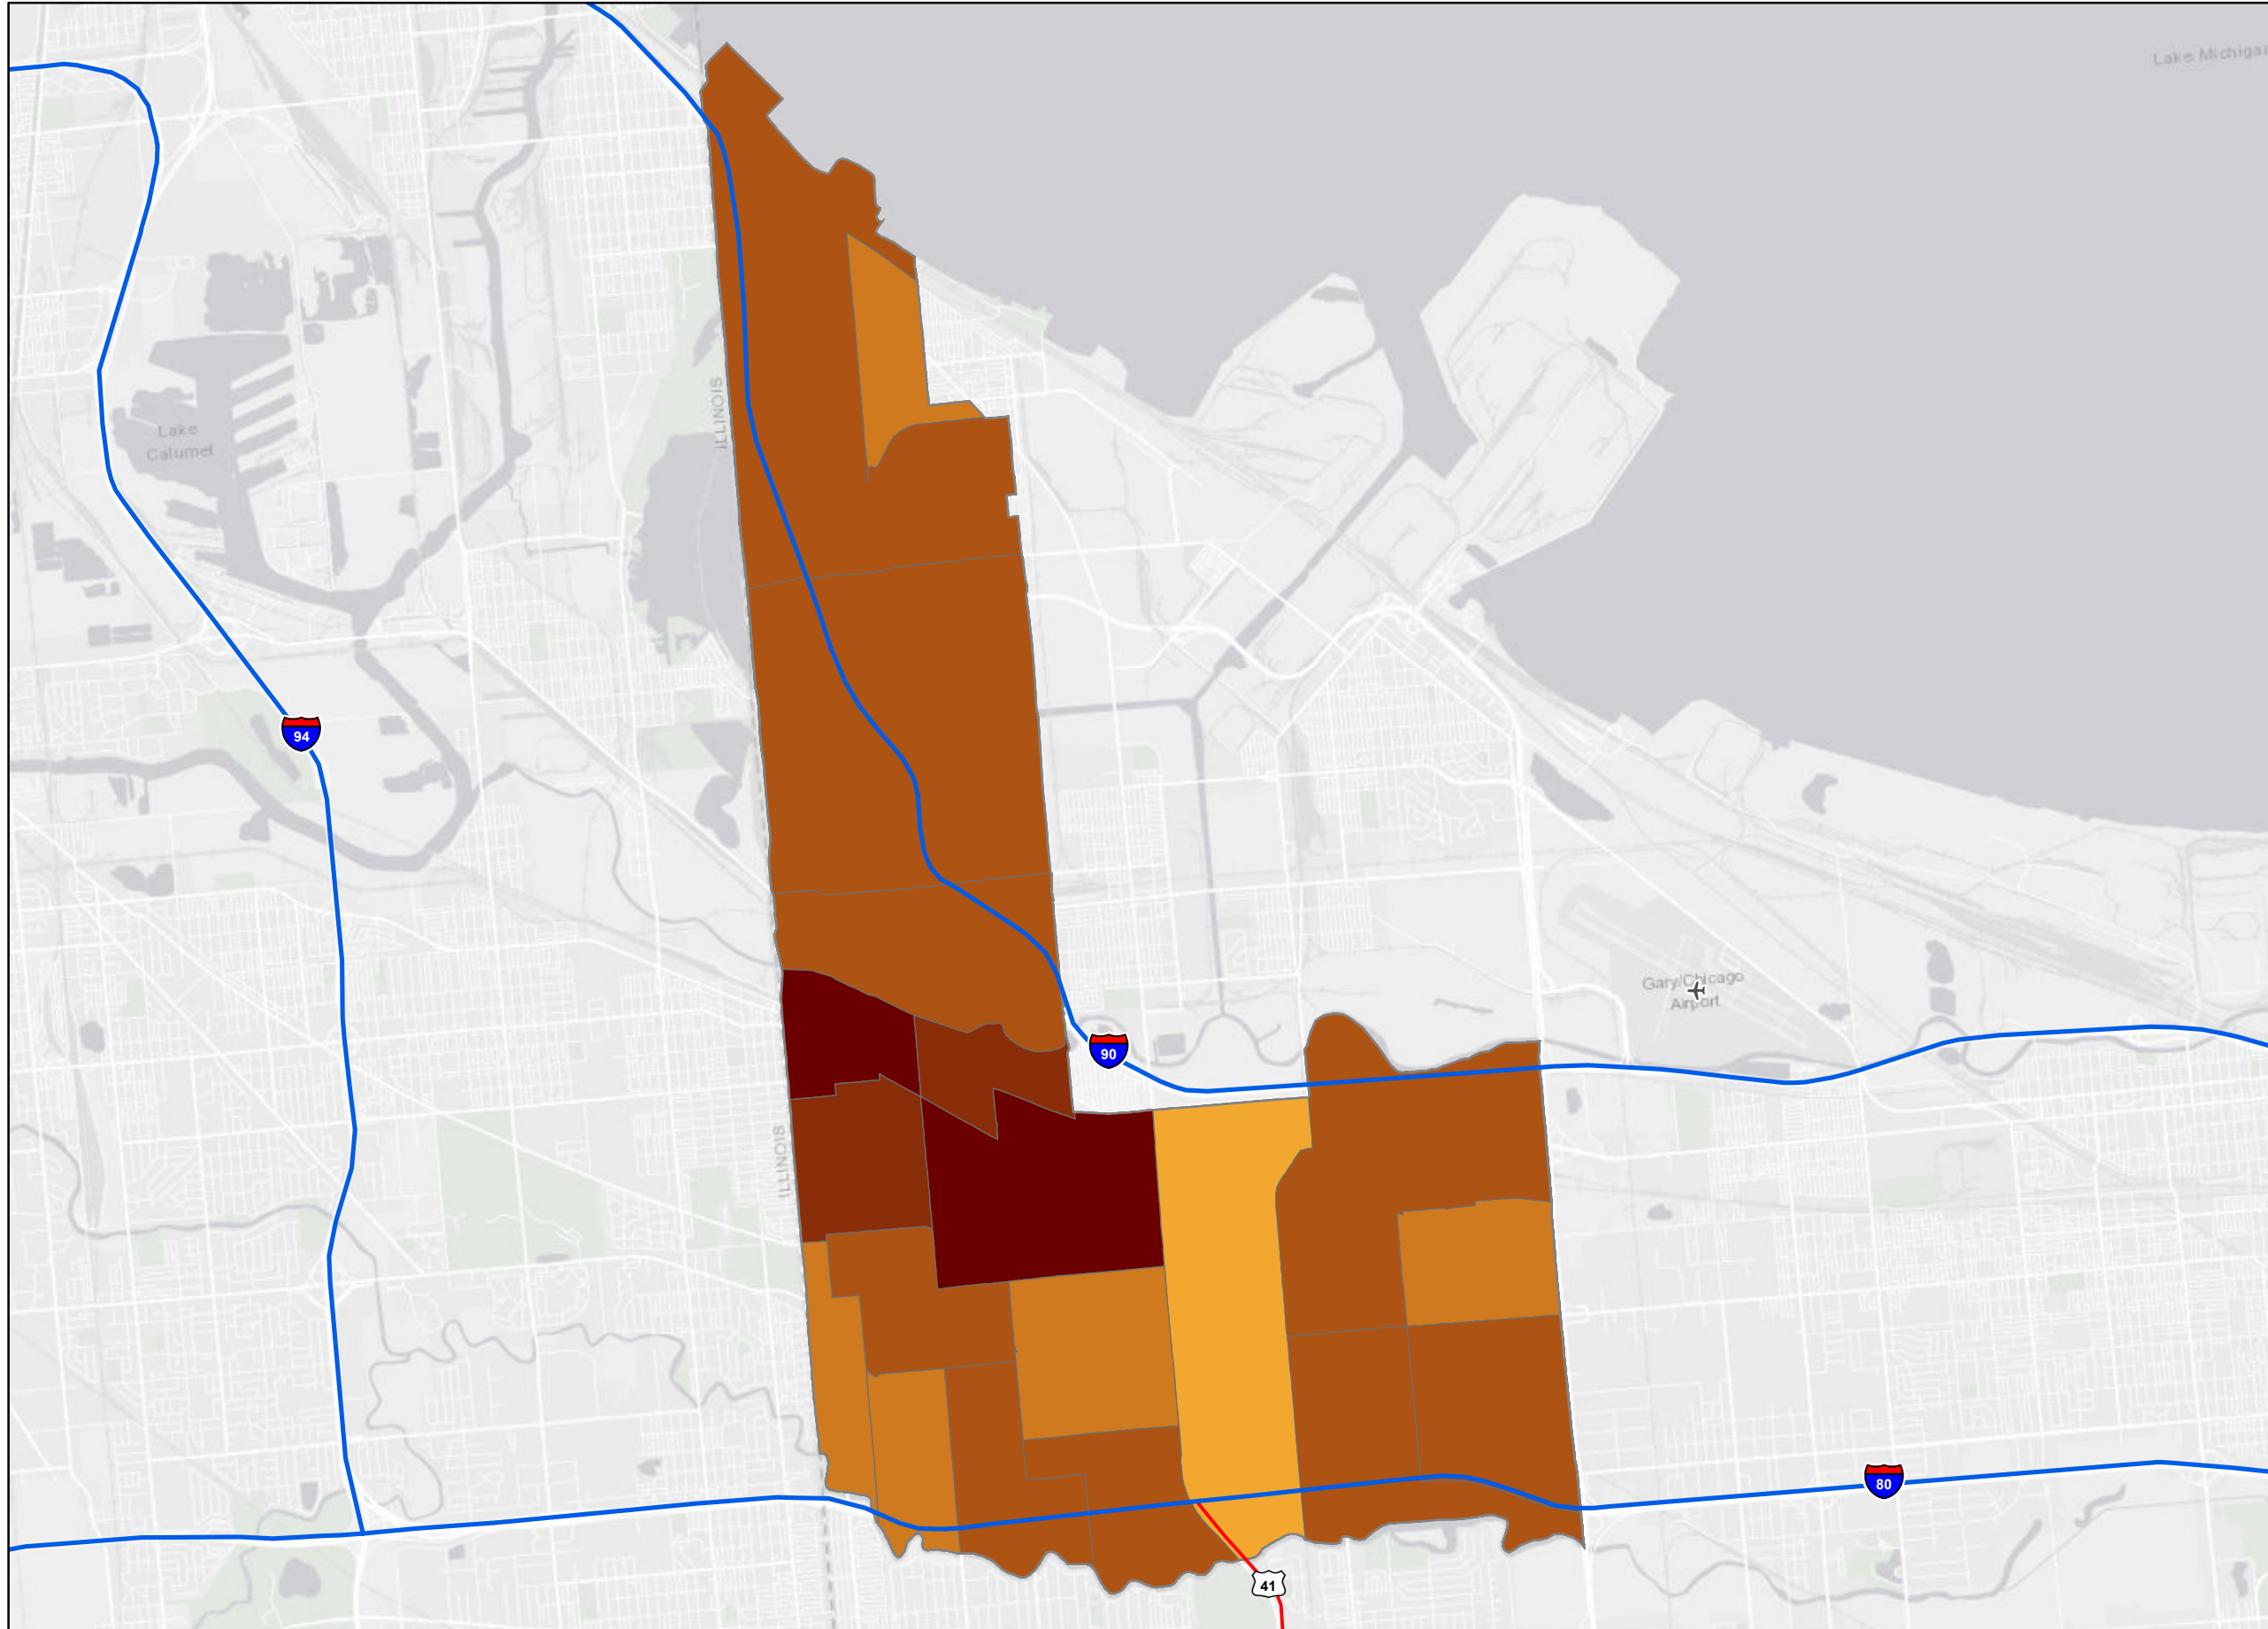 Lake Michigan
ILLINOIS
Lake
Calumet
94
Gary/Chicago
Airport
90
ILLINOIS
80
41